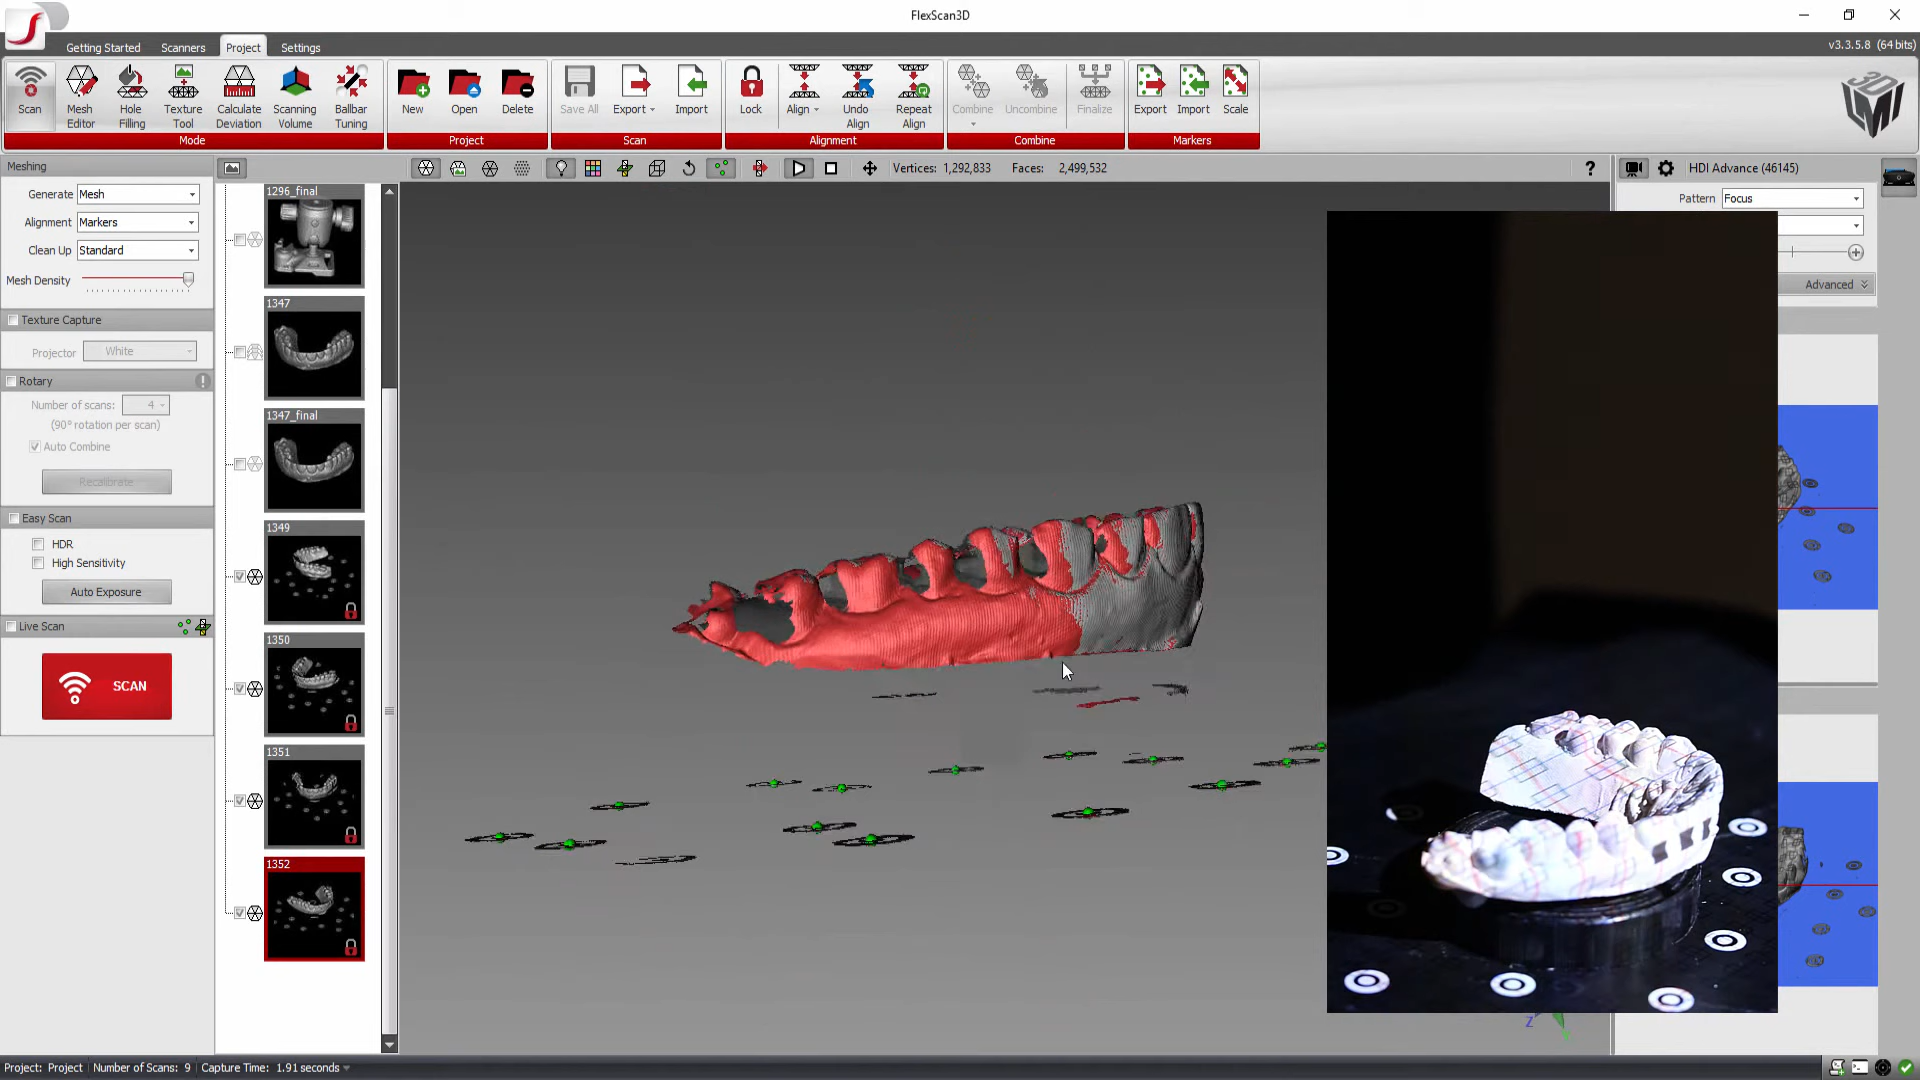 FlexScan3D
Getting Started
Scanners
Project
Settings
v3.3.5.8 (64 bits)
Scan
Mesh Editor
Hole Filling
Texture Tool
Calculate Deviation
Scanning Volume
Ballbar Tuning
Mode
New
Open
Delete
Project
Save All
Export
Import
Scan
Lock
Align
Undo Align
Repeat Align
Alignment
Combine
Uncombine
Finalize
Combine
Export
Import
Scale
Markers
Meshing
Generate Mesh
Alignment Markers
Clean Up Standard
Mesh Density
Texture Capture
Projector White
Rotary
Number of scans: 4
(90° rotation per scan)
Auto Combine
Recalibrate
Easy Scan
HDR
High Sensitivity
Auto Exposure
Live Scan
SCAN
1296_final
1347
1347_final
1349
1350
1351
1352
Vertices: 1,292,833 Faces: 2,499,532
?
HDI Advance (46145)
Pattern Focus
Advanced
Z
Project: Project
Number of Scans: 9
Capture Time: 1.91 seconds